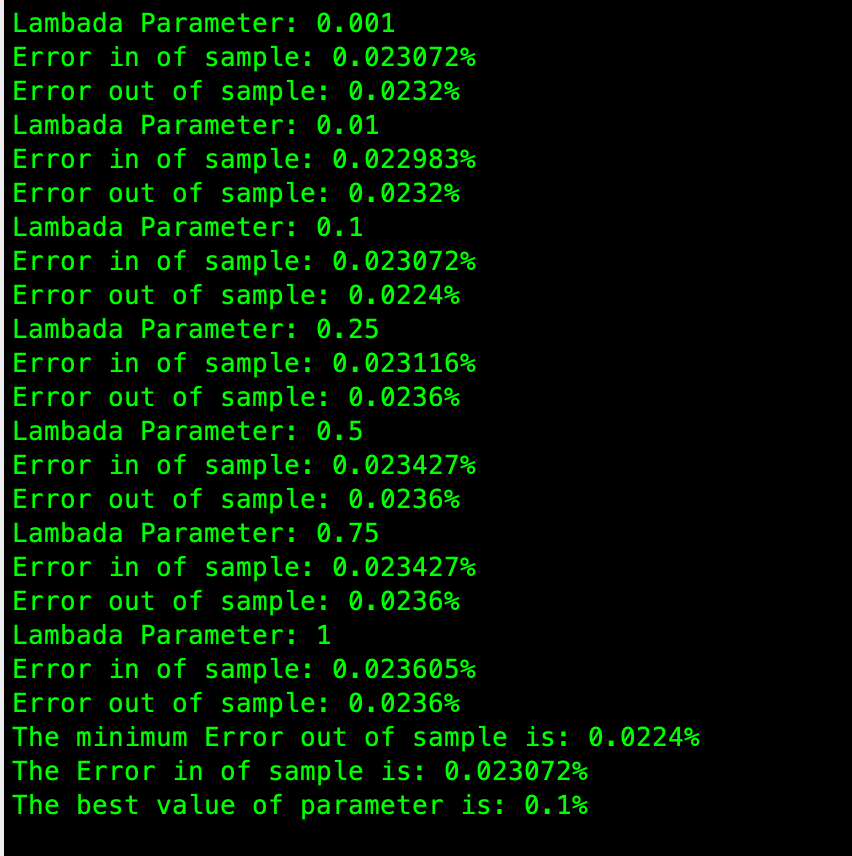 Lambada Parameter: 0.001
Error in of sample: 0.023072%
Error out of sample: 0.0232%
Lambada Parameter: 0.01
Error in of sample: 0.022983%
Error out of sample: 0.0232%
Lambada Parameter: 0.1
Error in of sample: 0.023072%
Error out of sample: 0.0224%
Lambada Parameter: 0.25
Error in of sample: 0.023116%
Error out of sample: 0.0236%
Lambada Parameter: 0.5
Error in of sample: 0.023427%
Error out of sample: 0.0236%
Lambada Parameter: 0.75
Error in of sample: 0.023427%
Error out of sample: 0.0236%
Lambada Parameter: 1
Error in of sample: 0.023605%
Error out of sample: 0.0236%
The minimum Error out of sample is: 0.0224%
The Error in of sample is: 0.023072%
The best value of parameter is: 0.1%